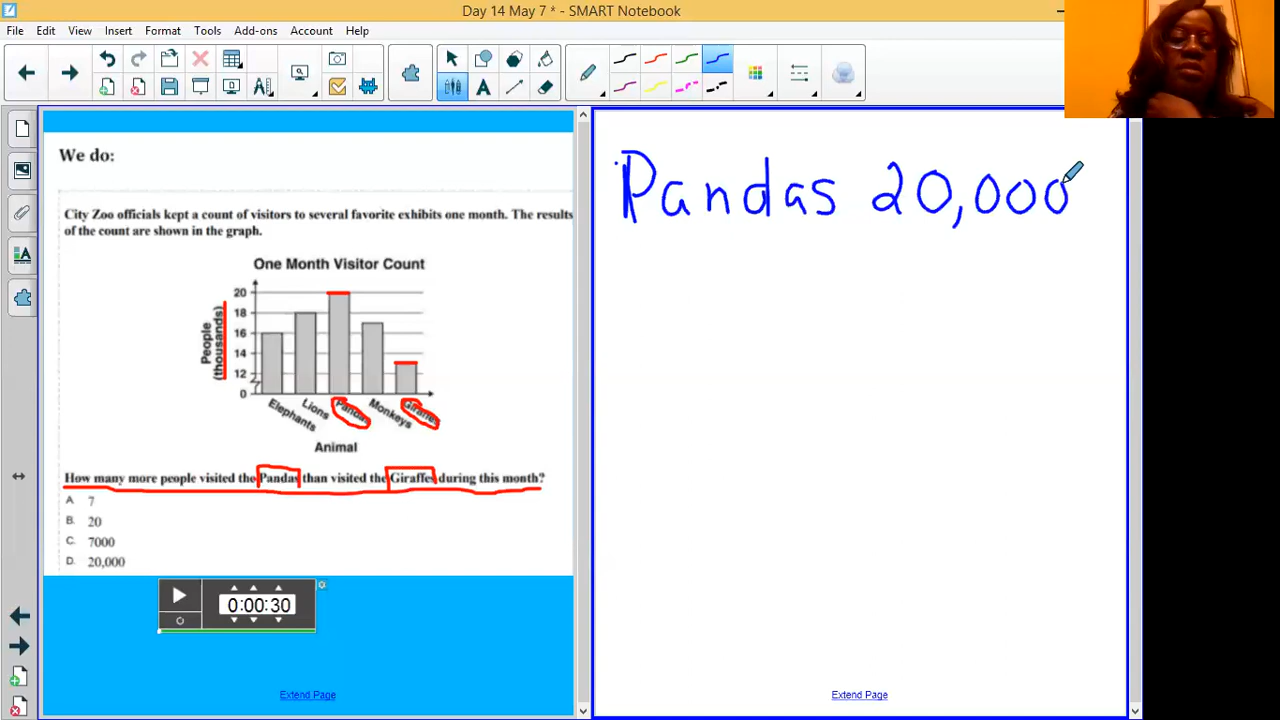 Day 14 May 7 * - SMART Notebook
File Edit View Insert Format Tools Add-ons Account Help
We do:
City Zoo officials kept a count of visitors to several favorite exhibits one month. The results
of the count are shown in the graph.
One Month Visitor Count
People
(thousands)
20
18
16
14
12
0
Elephants
Lions
Pandas
Monkeys
Giraffes
Animal
How many more people visited the Pandas than visited the Giraffes during this month?
A 7
B. 20
C. 7000
D. 20,000
0:00:30
Extend Page
Pandas 20,000
Extend Page